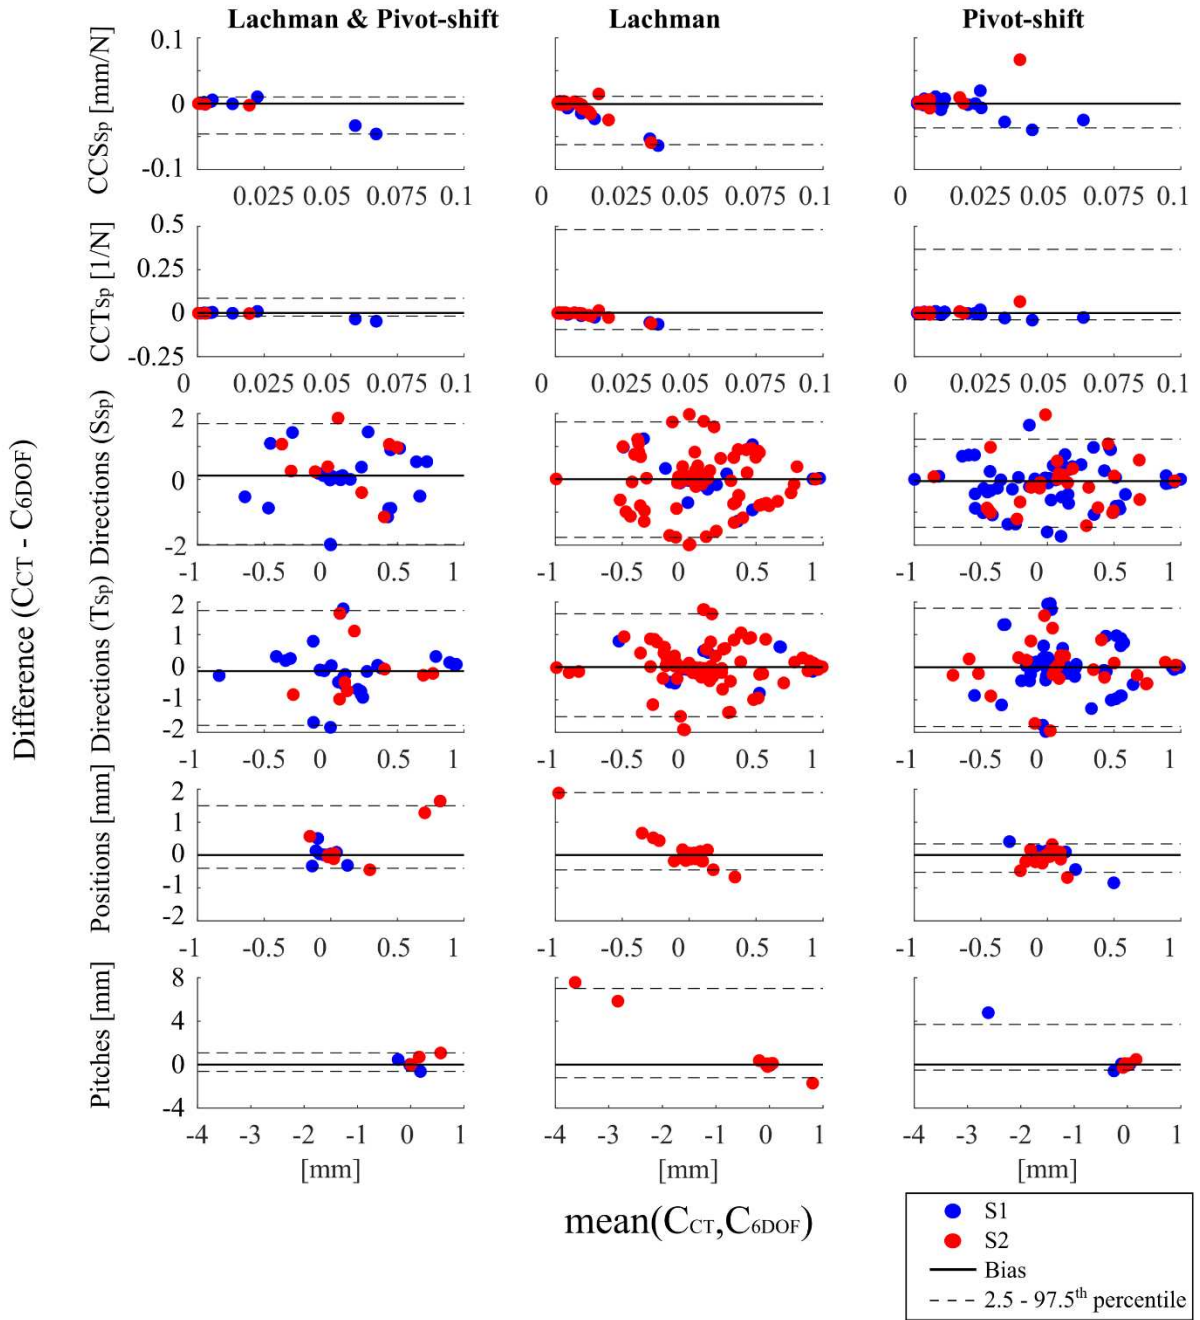 Lachman & Pivot-shift Lachman Pivot-shift
Difference (CCT - C6DOF)
CCSSp [mm/N]
0.1
0
-0.1
0 0.025 0.05 0.075 0.1 0 0.025 0.05 0.075 0.1 0 0.025 0.05 0.075 0.1
CCTSp [1/N]
0.5
0.25
0
-0.25
0 0.025 0.05 0.075 0.1 0 0.025 0.05 0.075 0.1 0 0.025 0.05 0.075 0.1
Directions (SSp)
2
0
-2
-1 -0.5 0 0.5 1 -1 -0.5 0 0.5 1 -1 -0.5 0 0.5 1
Directions (TSp)
2
1
0
-1
-2
-1 -0.5 0 0.5 1 -1 -0.5 0 0.5 1 -1 -0.5 0 0.5 1
Positions [mm]
2
1
0
-1
-2
-1 -0.5 0 0.5 1 -1 -0.5 0 0.5 1 -1 -0.5 0 0.5 1
Pitches [mm]
8
4
0
-4
-4 -3 -2 -1 0 1 -4 -3 -2 -1 0 1 -4 -3 -2 -1 0 1
[mm] [mm] [mm]
mean(CCT,C6DOF)
S1
S2
Bias
2.5 - 97.5th percentile